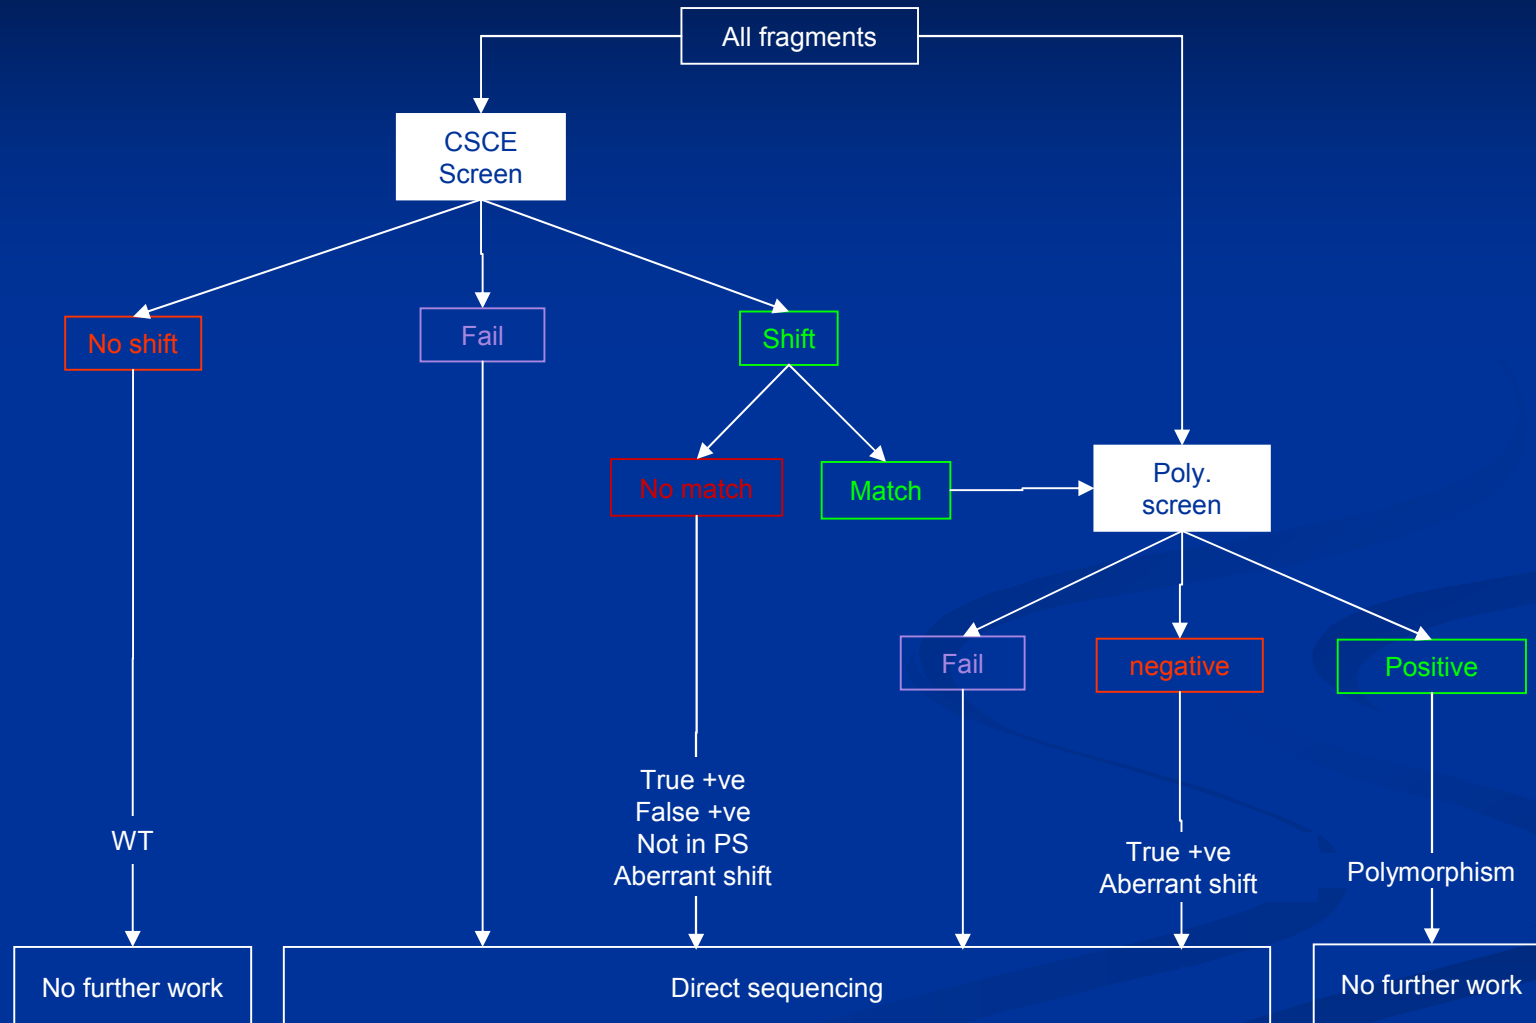 All fragments
CSCE
Screen
No shift
Fail
Shift
No match
Match
Poly.
screen
Fail
negative
Positive
WT
True +ve
False +ve
Not in PS
Aberrant shift
True +ve
Aberrant shift
Polymorphism
No further work
Direct sequencing
No further work